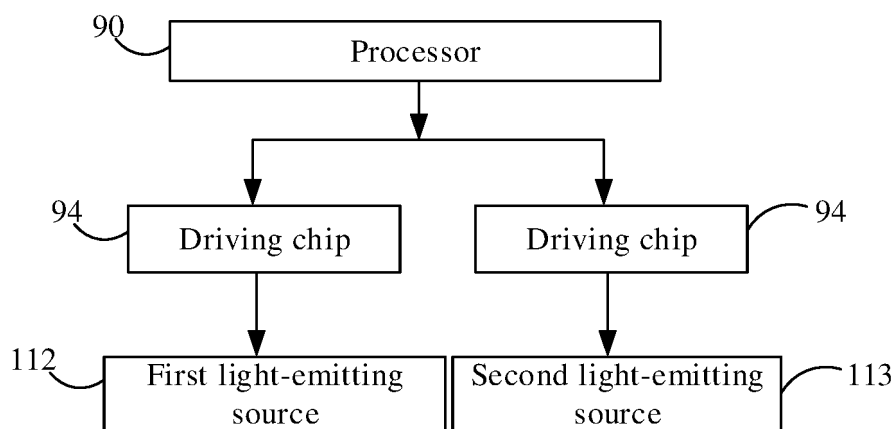 90
Processor
94
Driving chip
Driving chip
94
112
First light-emitting
source
Second light-emitting
source
113